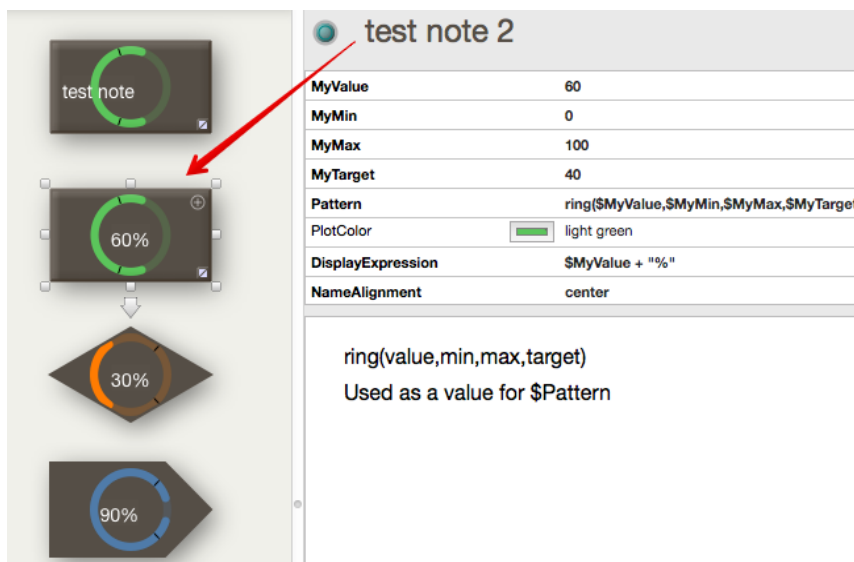 test note
60%
30%
90%
test note 2
MyValue 60
MyMin 0
MyMax 100
MyTarget 40
Pattern ring($MyValue,$MyMin,$MyMax,$MyTarget
PlotColor light green
DisplayExpression $MyValue + "%"
NameAlignment center
ring(value,min,max,target)
Used as a value for $Pattern